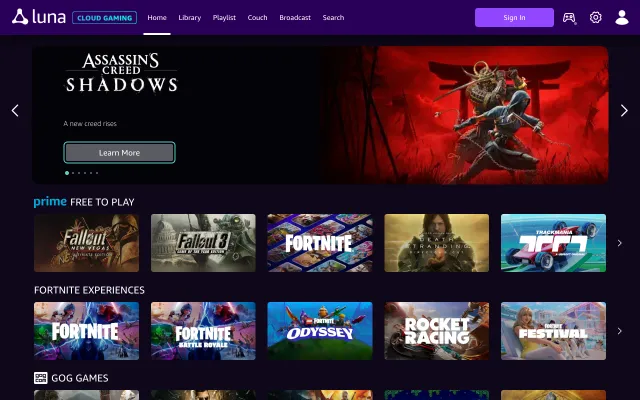 luna CLOUD GAMING Home Library Playlist Couch Broadcast Search Sign In
ASSASSIN'S
CREED
SHADOWS
A new creed rises
Learn More
prime FREE TO PLAY
Fallout
NEW VEGAS
ULTIMATE EDITION
Fallout 3
GAME OF THE YEAR EDITION
FORTNITE
DEATH
STRANDING
DIRECTOR'S CUT
TRACKMANIA
FORTNITE EXPERIENCES
FORTNITE
FORTNITE
BATTLE ROYALE
FORTNITE
ODYSSEY
ROCKET
RACING
FORTNITE
FESTIVAL
GOG
COM
GOG GAMES